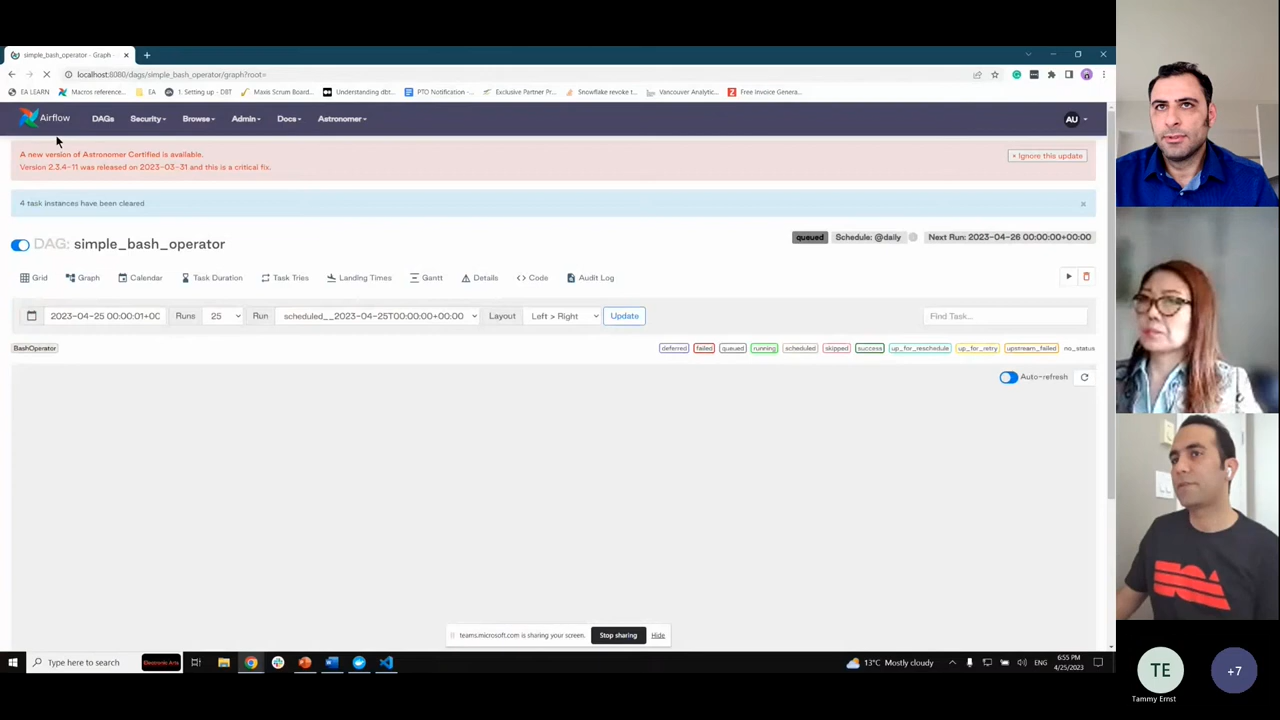 simple_bash_operator - Graph
localhost:8080/dags/simple_bash_operator/graph?root=
EA LEARN Macros reference... EA 1. Setting up - DBT Maxis Scrum Board... Understanding dbt... PTO Notification -... Exclusive Partner Pr... Snowflake revoke t... Vancouver Analytic... Free Invoice Genera...
Airflow DAGs Security Browse Admin Docs Astronomer AU
A new version of Astronomer Certified is available.
Version 2.3.4-11 was released on 2023-03-31 and this is a critical fix.
× Ignore this update
4 task instances have been cleared ×
DAG: simple_bash_operator
queued Schedule: @daily Next Run: 2023-04-26 00:00:00+00:00
Grid Graph Calendar Task Duration Task Tries Landing Times Gantt Details <> Code Audit Log
2023-04-25 00:00:01+0C Runs 25 Run scheduled__2023-04-25T00:00:00+00:00 Layout Left > Right Update Find Task...
BashOperator deferred failed queued running scheduled skipped success up_for_reschedule up_for_retry upstream_failed no_status
Auto-refresh
teams.microsoft.com is sharing your screen. Stop sharing Hide
Type here to search Electronic Arts 13°C Mostly cloudy ENG 6:55 PM
4/25/2023
TE +7
Tammy Ernst